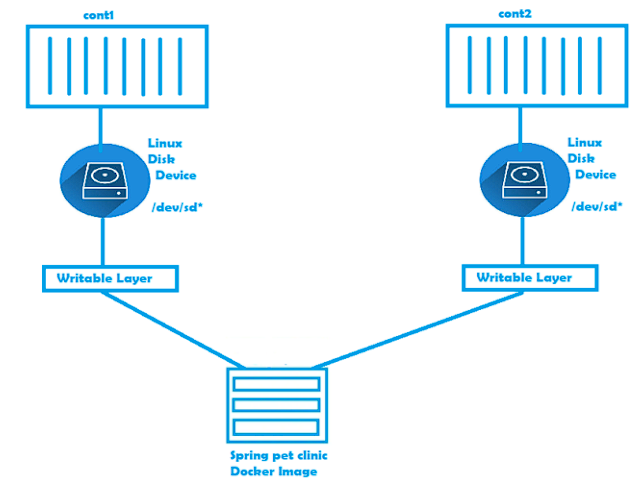 cont1
cont2
Linux
Disk
Device
/dev/sd*
Linux
Disk
Device
/dev/sd*
Writable Layer
Writable Layer
Spring pet clinic
Docker Image